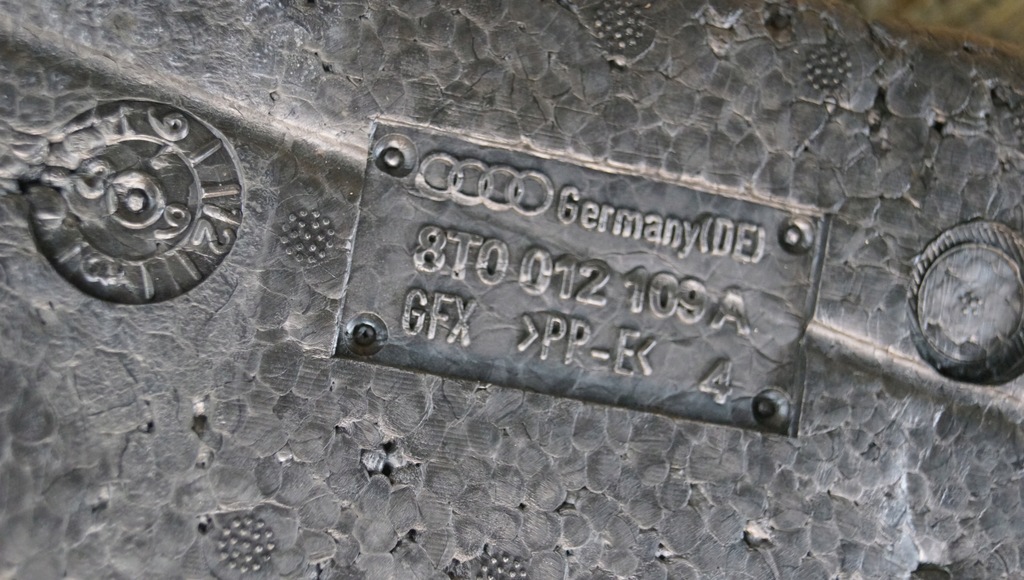 Germany(DE)
8T0 012 109 A
GFX >PP-E<
4